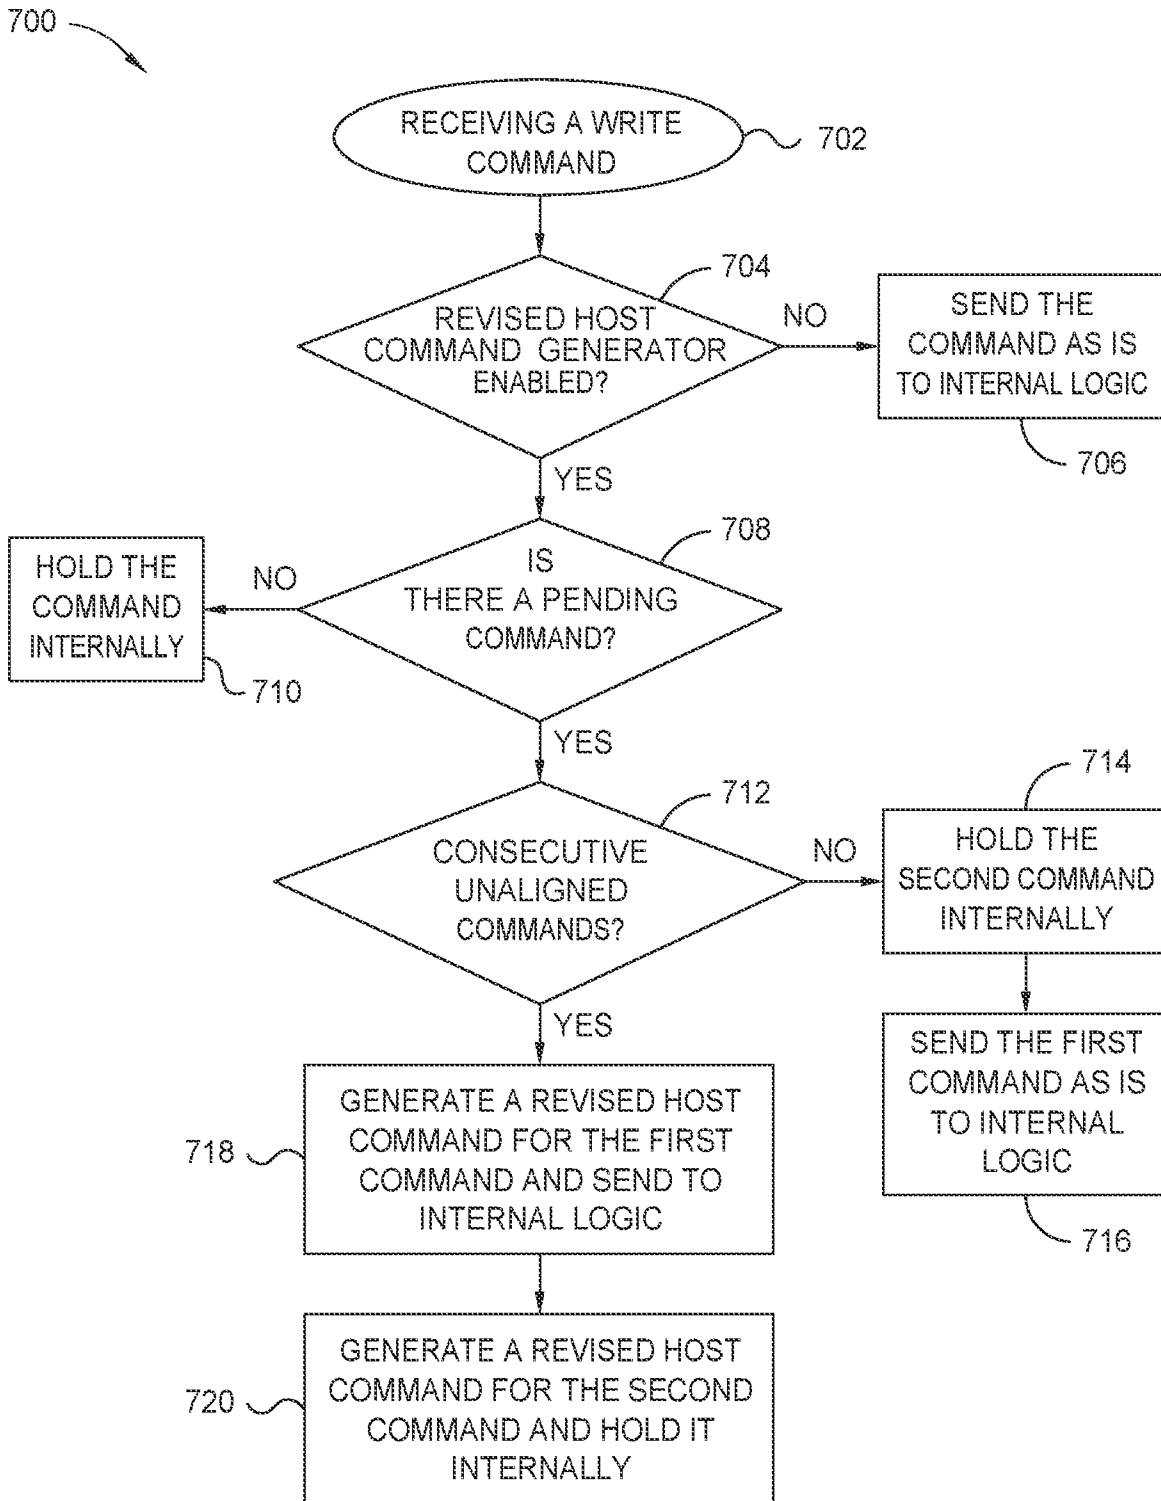 700
RECEIVING A WRITE
COMMAND
702
704
REVISED HOST
COMMAND GENERATOR
ENABLED?
NO
SEND THE
COMMAND AS IS
TO INTERNAL LOGIC
706
YES
708
IS
THERE A PENDING
COMMAND?
NO
HOLD THE
COMMAND
INTERNALLY
710
YES
712
CONSECUTIVE
UNALIGNED
COMMANDS?
NO
714
HOLD THE
SECOND COMMAND
INTERNALLY
SEND THE FIRST
COMMAND AS IS
TO INTERNAL
LOGIC
716
YES
718
GENERATE A REVISED HOST
COMMAND FOR THE FIRST
COMMAND AND SEND TO
INTERNAL LOGIC
720
GENERATE A REVISED HOST
COMMAND FOR THE SECOND
COMMAND AND HOLD IT
INTERNALLY